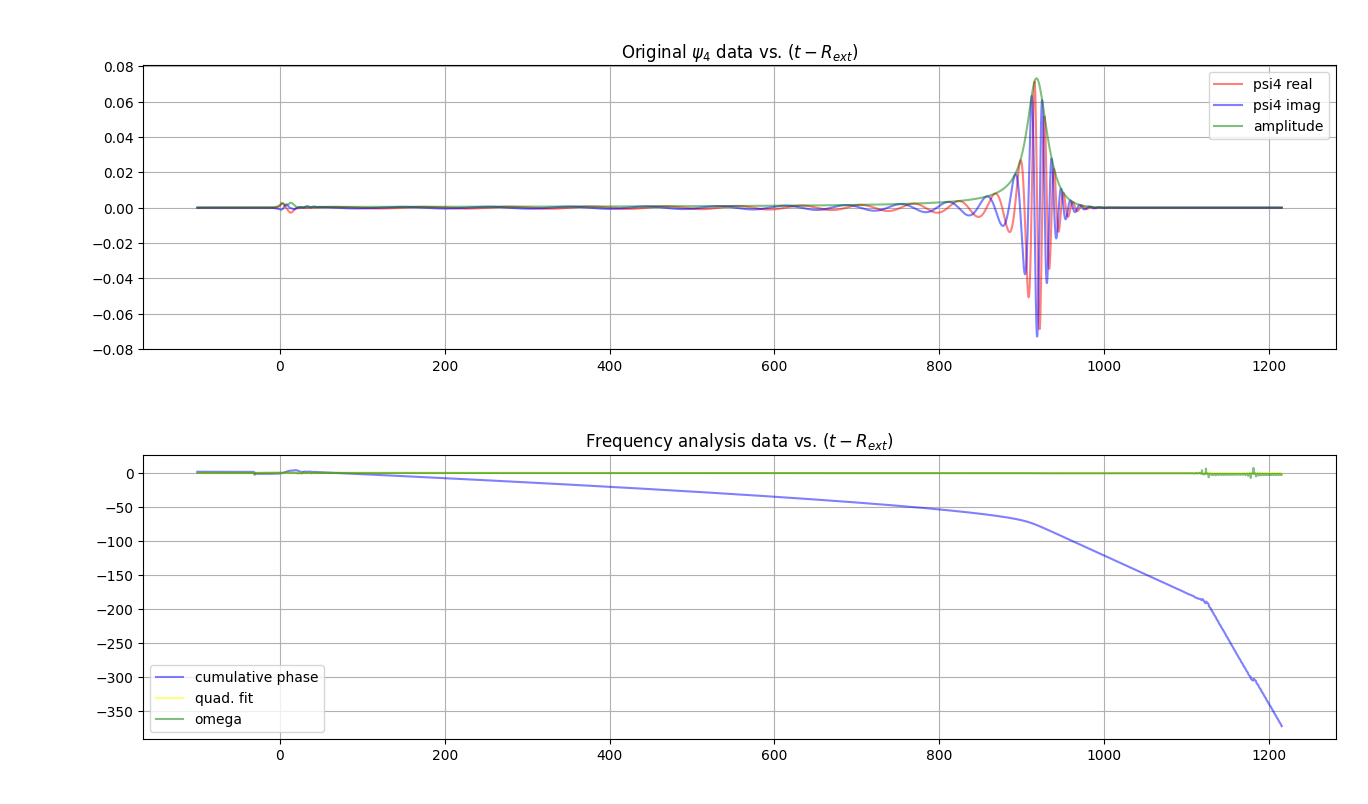 Original ψ₄ data vs. (t − R_ext)
0.08
0.06
0.04
0.02
0.00
−0.02
−0.04
−0.06
−0.08
0 200 400 600 800 1000 1200
psi4 real
psi4 imag
amplitude
Frequency analysis data vs. (t − R_ext)
0
−50
−100
−150
−200
−250
−300
−350
0 200 400 600 800 1000 1200
cumulative phase
quad. fit
omega